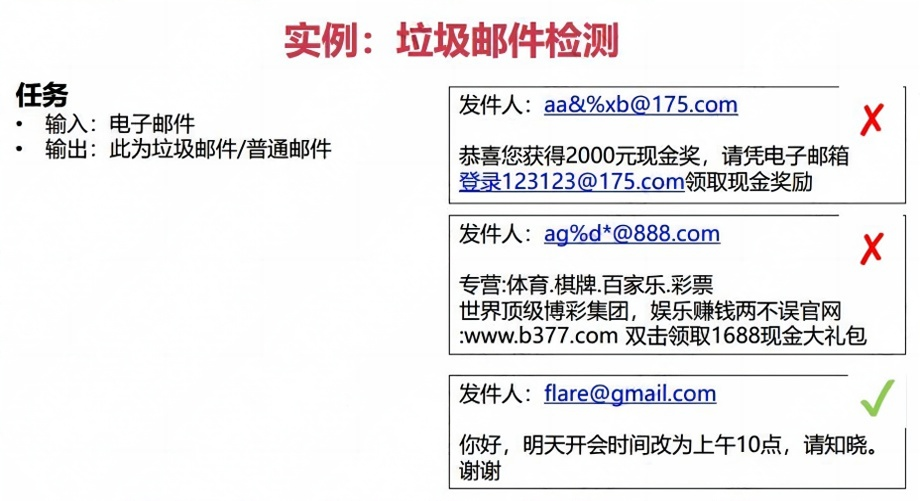 实例：垃圾邮件检测
任务
• 输入：电子邮件
• 输出：此为垃圾邮件/普通邮件
发件人：aa&%xb@175.com
恭喜您获得2000元现金奖，请凭电子邮箱
登录123123@175.com领取现金奖励
发件人：ag%d*@888.com
专营:体育.棋牌.百家乐.彩票
世界顶级博彩集团，娱乐赚钱两不误官网
:www.b377.com 双击领取1688现金大礼包
发件人：flare@gmail.com
你好，明天开会时间改为上午10点，请知晓。
谢谢